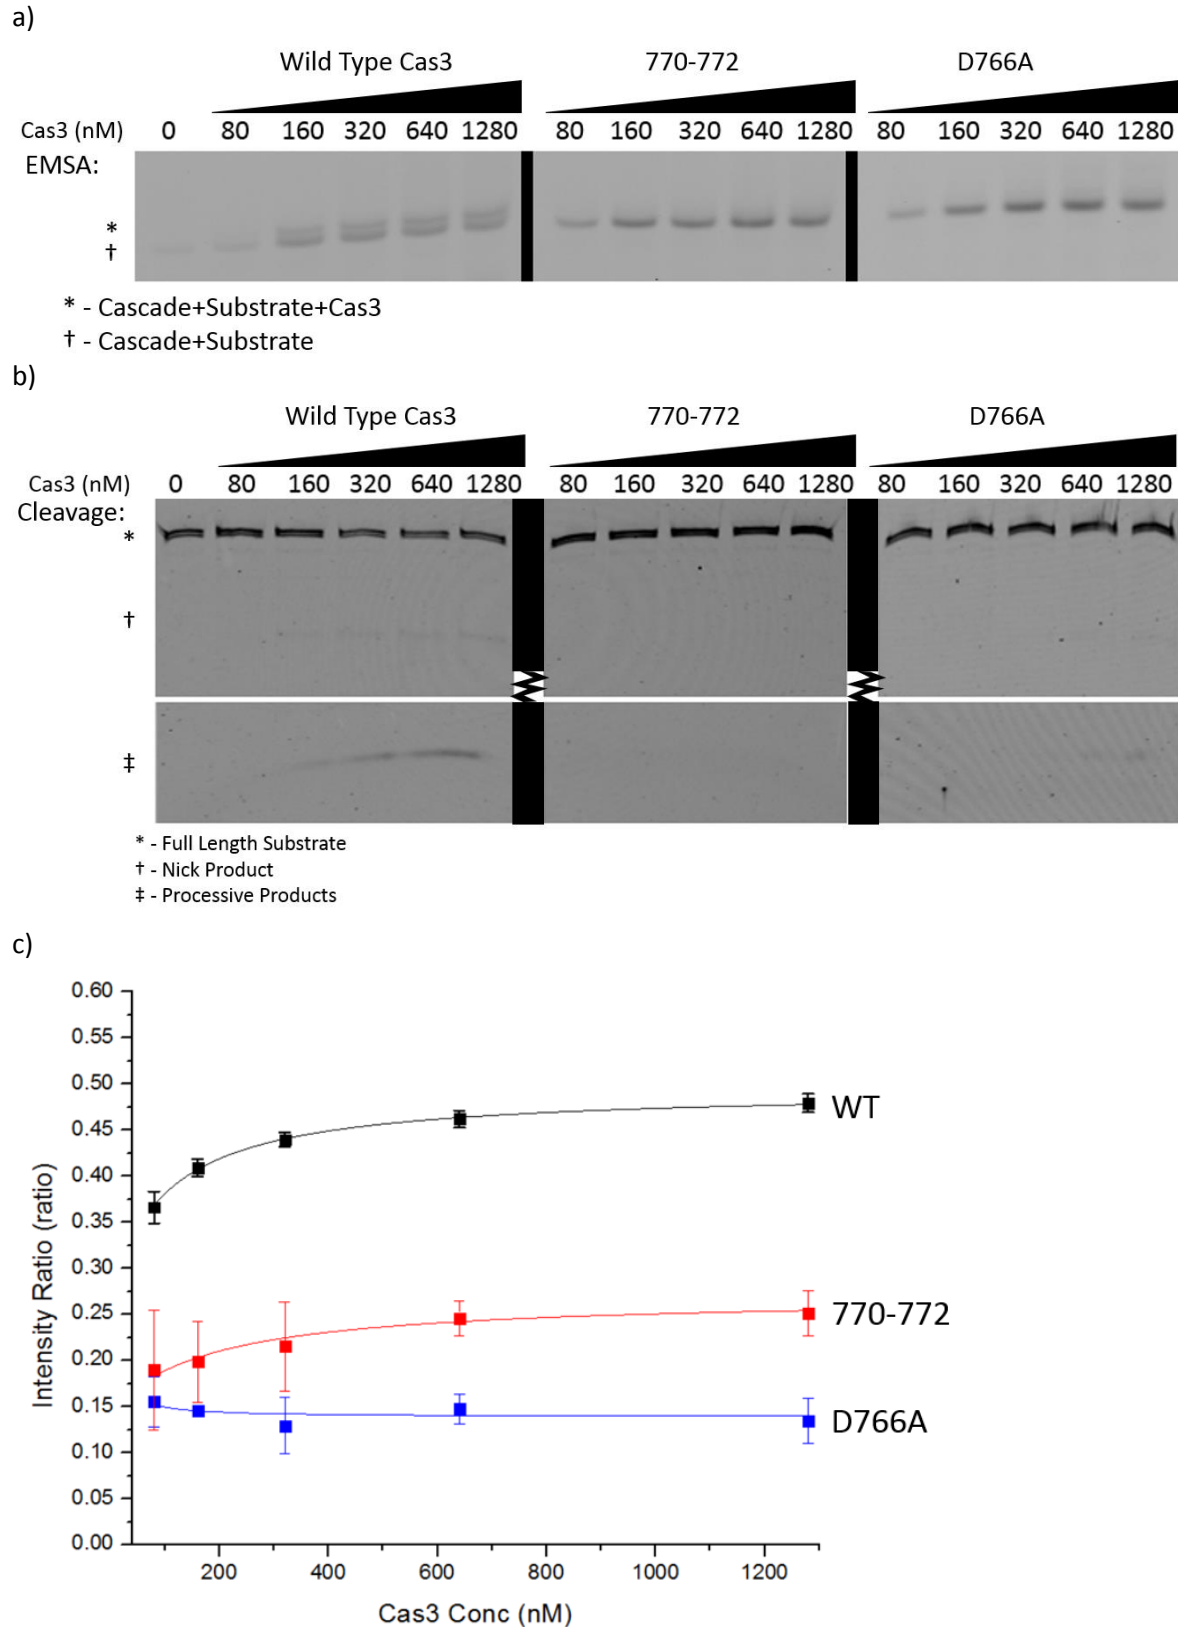 a)
Wild Type Cas3 770-772 D766A
Cas3 (nM) 0 80 160 320 640 1280 80 160 320 640 1280 80 160 320 640 1280
EMSA:
*
†
* - Cascade+Substrate+Cas3
† - Cascade+Substrate
b)
Wild Type Cas3 770-772 D766A
Cas3 (nM) 0 80 160 320 640 1280 80 160 320 640 1280 80 160 320 640 1280
Cleavage:
*
†
‡
* - Full Length Substrate
† - Nick Product
‡ - Processive Products
c)
0.60
0.55
0.50
0.45
0.40
0.35
0.30
0.25
0.20
0.15
0.10
0.05
0.00
Intensity Ratio (ratio)
WT
770-772
D766A
200 400 600 800 1000 1200
Cas3 Conc (nM)